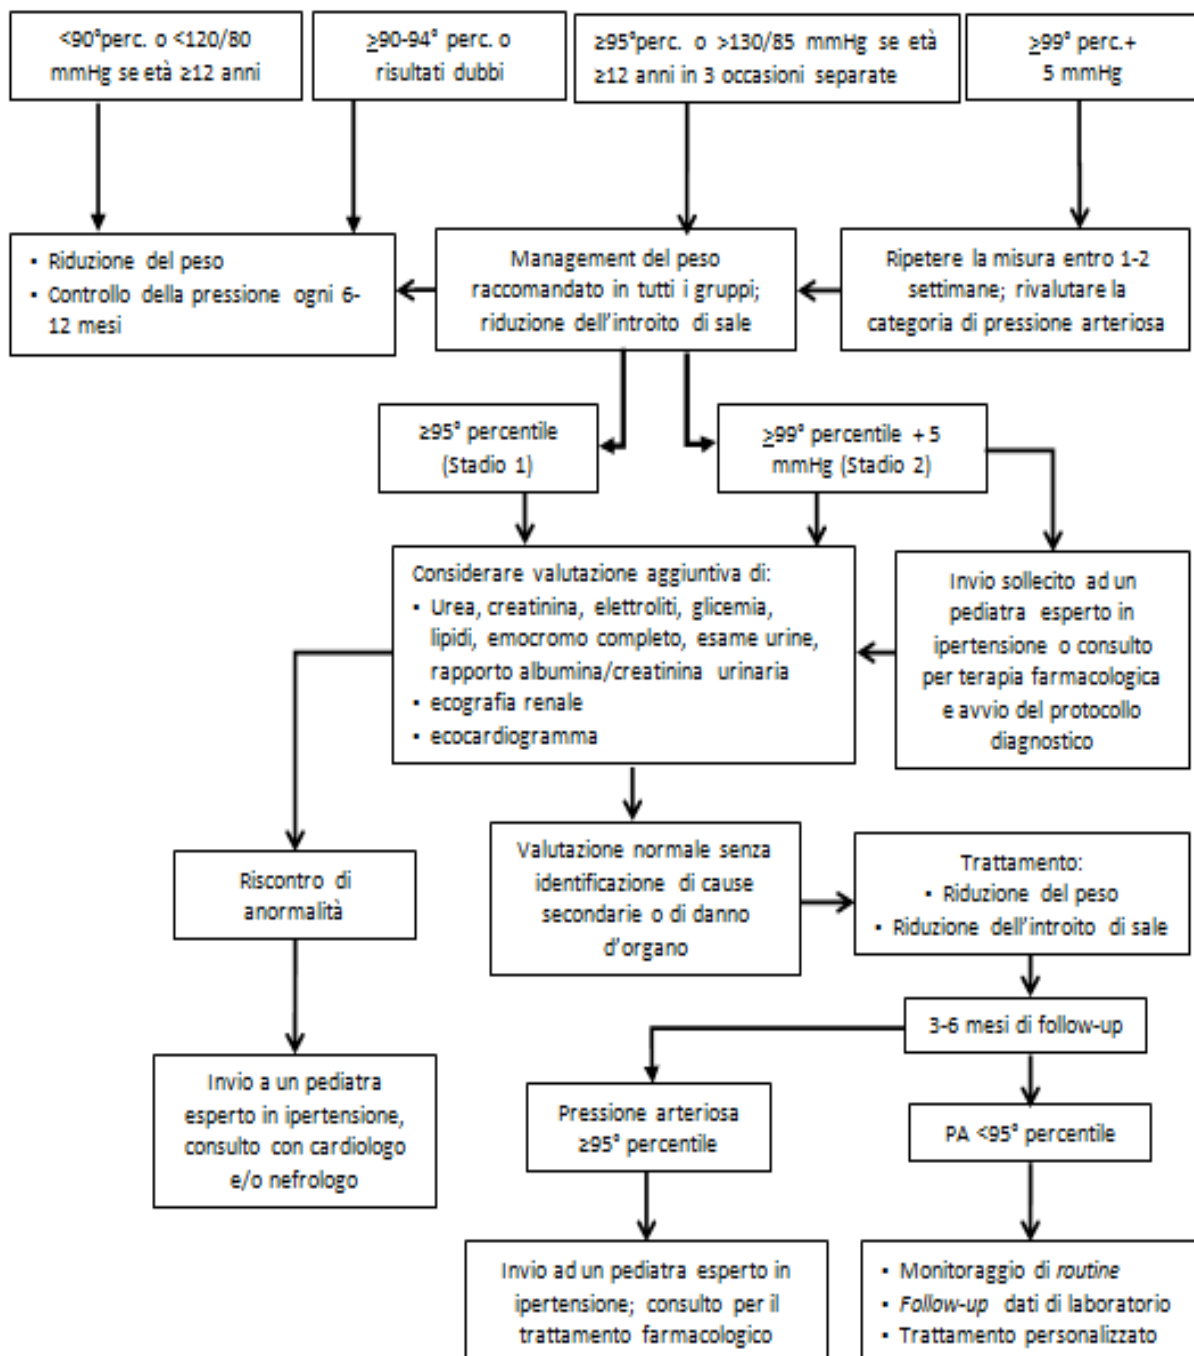 <90°perc. o <120/80
mmHg se età ≥12 anni
≥90-94° perc. o
risultati dubbi
≥95°perc. o >130/85 mmHg se età
≥12 anni in 3 occasioni separate
≥99° perc.+
5 mmHg
▪ Riduzione del peso
▪ Controllo della pressione ogni 6-
12 mesi
Management del peso
raccomandato in tutti i gruppi;
riduzione dell'introito di sale
Ripetere la misura entro 1-2
settimane; rivalutare la
categoria di pressione arteriosa
≥95° percentile
(Stadio 1)
≥99° percentile + 5
mmHg (Stadio 2)
Considerare valutazione aggiuntiva di:
▪ Urea, creatinina, elettroliti, glicemia,
lipidi, emocromo completo, esame urine,
rapporto albumina/creatinina urinaria
▪ ecografia renale
▪ ecocardiogramma
Invio sollecito ad un
pediatra esperto in
ipertensione o consulto
per terapia farmacologica
e avvio del protocollo
diagnostico
Riscontro di
anormalità
Valutazione normale senza
identificazione di cause
secondarie o di danno
d'organo
Trattamento:
▪ Riduzione del peso
▪ Riduzione dell'introito di sale
3-6 mesi di follow-up
Invio a un pediatra
esperto in ipertensione,
consulto con cardiologo
e/o nefrologo
Pressione arteriosa
≥95° percentile
PA <95° percentile
Invio ad un pediatra esperto in
ipertensione; consulto per il
trattamento farmacologico
▪ Monitoraggio di routine
▪ Follow-up dati di laboratorio
▪ Trattamento personalizzato